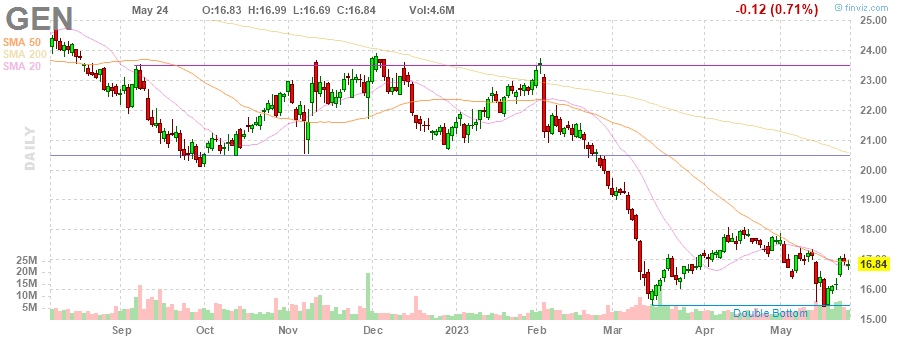 GEN May 24 O:16.83 H:16.99 L:16.69 C:16.84 Vol:4.6M -0.12 (0.71%) © finviz.com
SMA 50
SMA 200
SMA 20
DAILY
25.00
24.00
23.00
22.00
21.00
20.00
19.00
18.00
17.00
16.84
16.00
15.00
25M
20M
15M
10M
5M
Double Bottom
Sep Oct Nov Dec 2023 Feb Mar Apr May